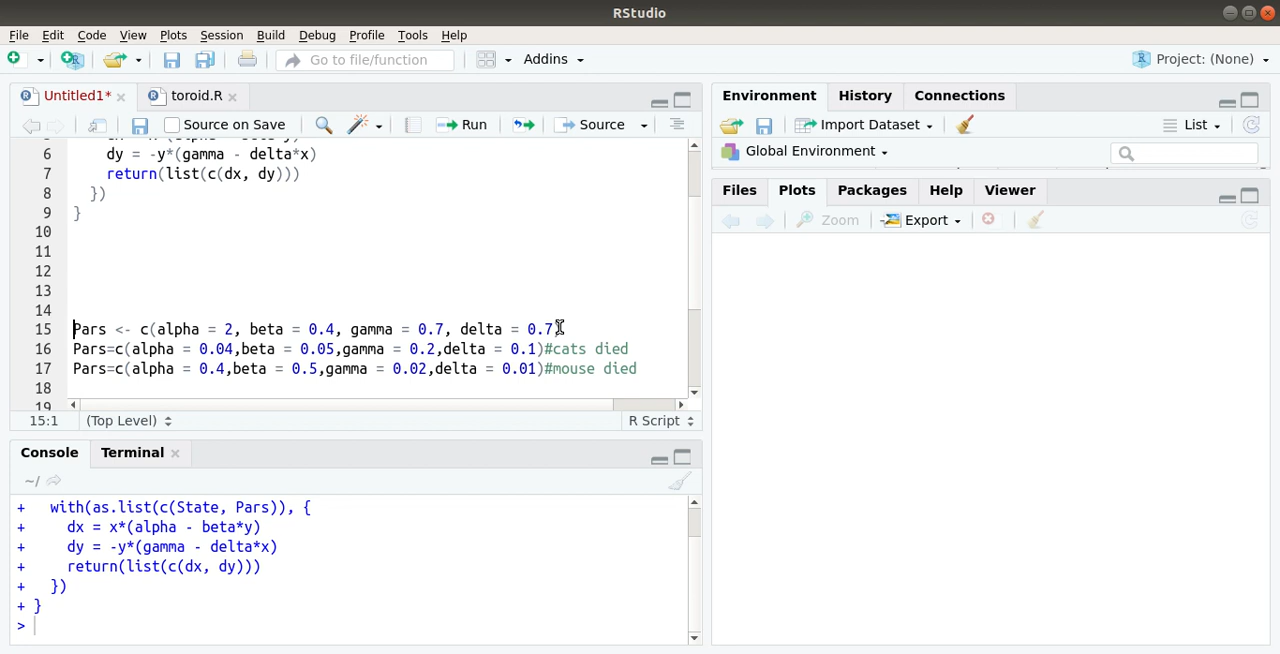 RStudio
File Edit Code View Plots Session Build Debug Profile Tools Help
Go to file/function Addins Project: (None)
Untitled1* toroid.R
Source on Save Run Source
6 dy = -y*(gamma - delta*x)
7 return(list(c(dx, dy)))
8 })
9 }
10
11
12
13
14
15 Pars <- c(alpha = 2, beta = 0.4, gamma = 0.7, delta = 0.7)
16 Pars=c(alpha = 0.04,beta = 0.05,gamma = 0.2,delta = 0.1)#cats died
17 Pars=c(alpha = 0.4,beta = 0.5,gamma = 0.02,delta = 0.01)#mouse died
18
19
15:1 (Top Level) R Script
Console Terminal
~/
+ with(as.list(c(State, Pars)), {
+ dx = x*(alpha - beta*y)
+ dy = -y*(gamma - delta*x)
+ return(list(c(dx, dy)))
+ })
+ }
>
Environment History Connections
Import Dataset List
Global Environment
Files Plots Packages Help Viewer
Zoom Export